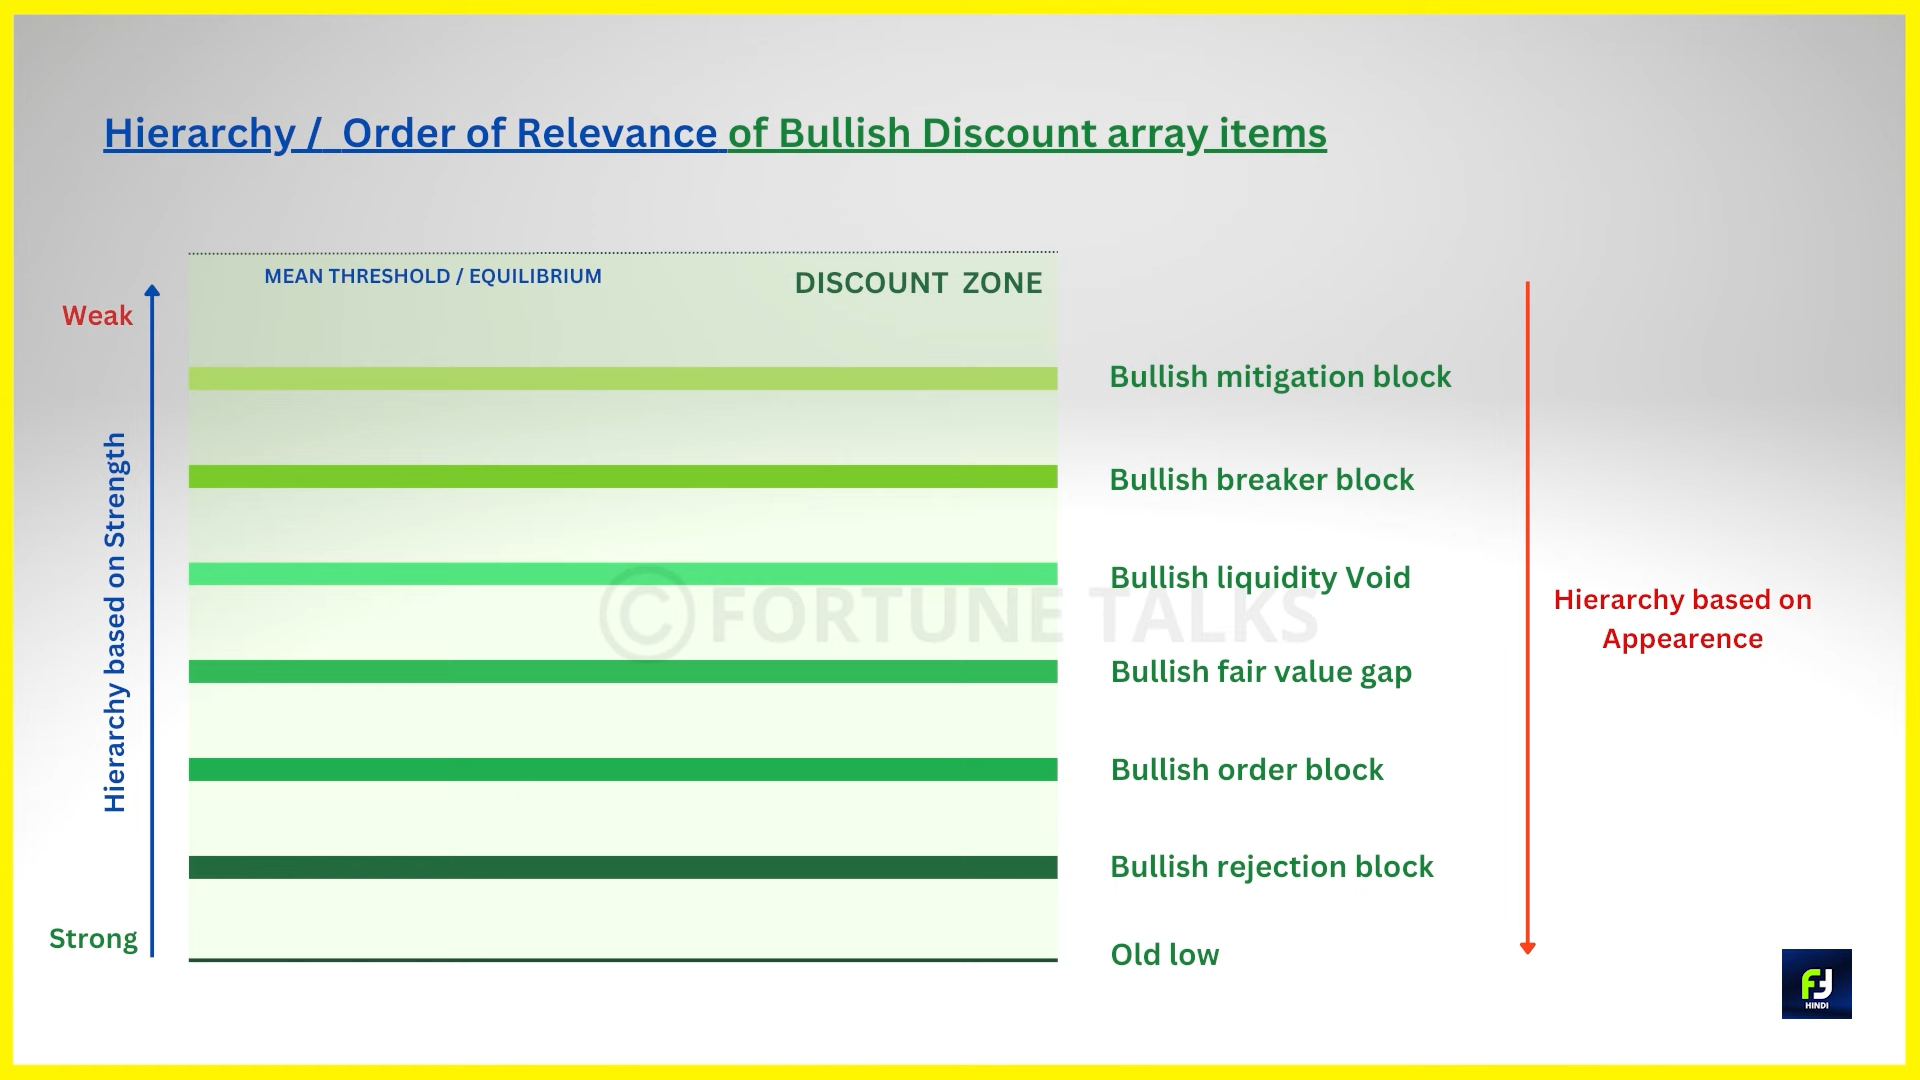 Hierarchy / Order of Relevance of Bullish Discount array items
MEAN THRESHOLD / EQUILIBRIUM
DISCOUNT ZONE
Weak
Hierarchy based on Strength
Strong
Bullish mitigation block
Bullish breaker block
Bullish liquidity Void
Bullish fair value gap
Bullish order block
Bullish rejection block
Old low
Hierarchy based on
Appearence
© FORTUNE TALKS
HINDI